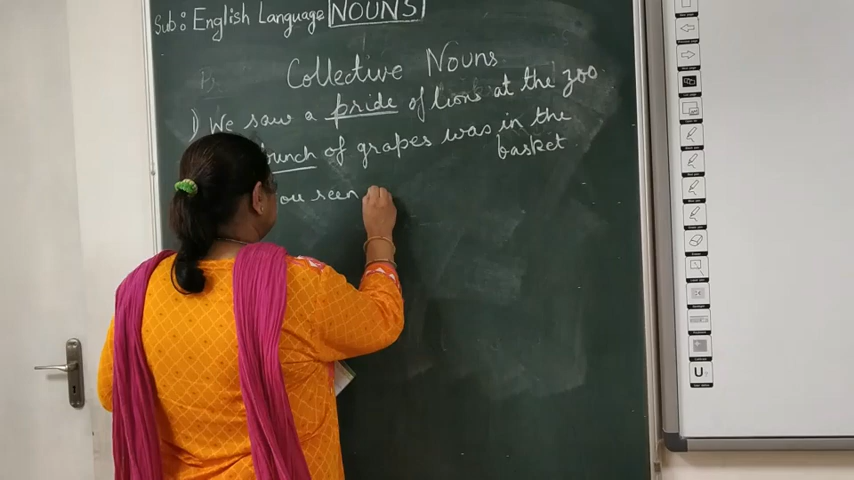 Sub: English Language NOUNS
Collective Nouns
1) We saw a pride of lions at the zoo
bunch of grapes was in the
basket
ou seen